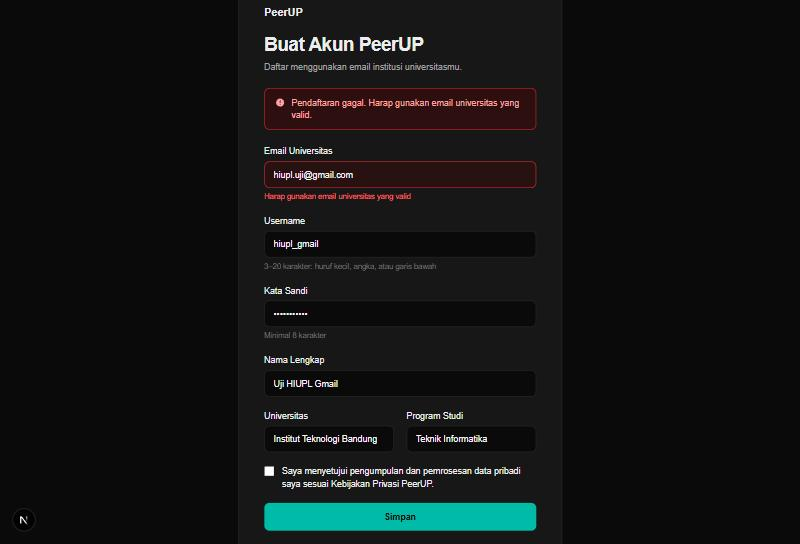 PeerUP
Buat Akun PeerUP
Daftar menggunakan email institusi universitasmu.
Pendaftaran gagal. Harap gunakan email universitas yang
valid.
Email Universitas
hiupl.uji@gmail.com
Harap gunakan email universitas yang valid
Username
hiupl_gmail
3–20 karakter: huruf kecil, angka, atau garis bawah
Kata Sandi
•••••••••••
Minimal 8 karakter
Nama Lengkap
Uji HIUPL Gmail
Universitas
Program Studi
Institut Teknologi Bandung
Teknik Informatika
Saya menyetujui pengumpulan dan pemrosesan data pribadi
saya sesuai Kebijakan Privasi PeerUP.
Simpan
N